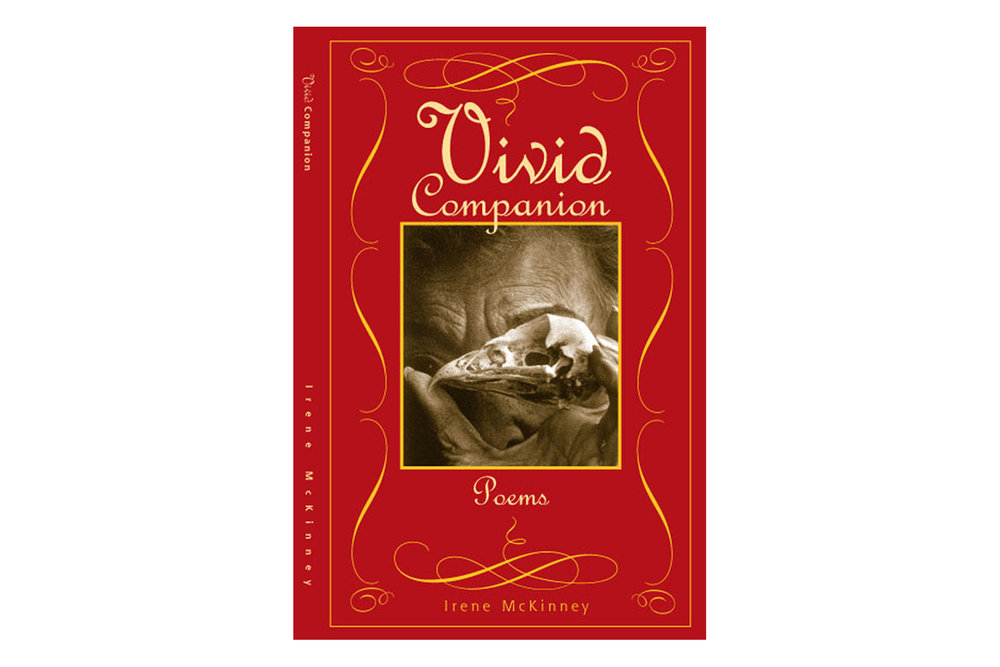 Vivid Companion
Irene McKinney
Vivid
Companion
Poems
Irene McKinney